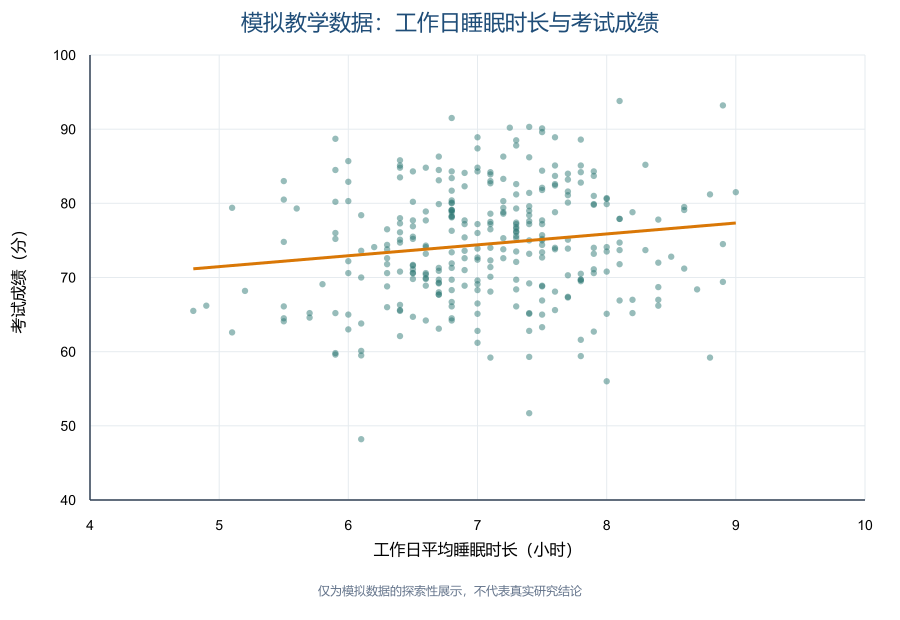 模拟教学数据：工作日睡眠时长与考试成绩
100
90
80
70
60
50
40
考试成绩（分）
4 5 6 7 8 9 10
工作日平均睡眠时长（小时）
仅为模拟数据的探索性展示，不代表真实研究结论